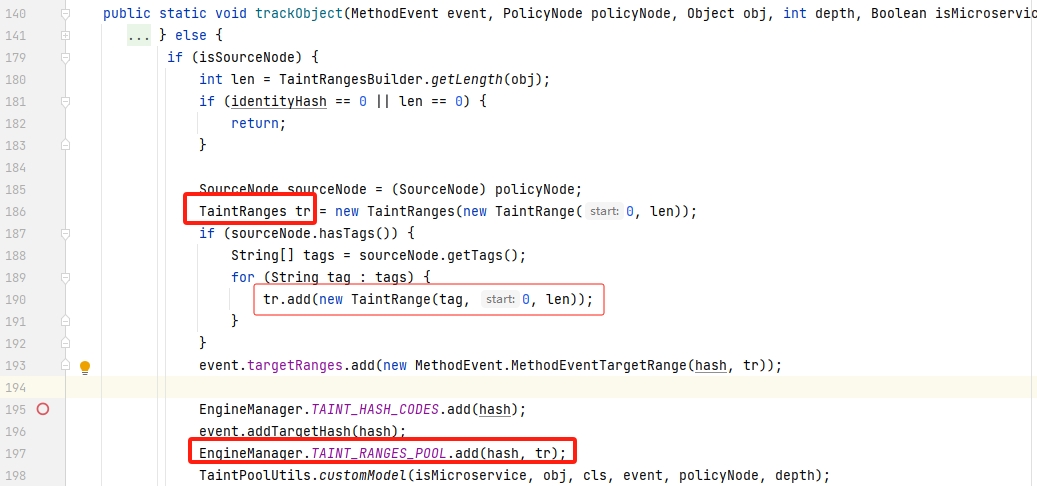 140 public static void trackObject(MethodEvent event, PolicyNode policyNode, Object obj, int depth, Boolean isMicroservic
141 ... } else {
179 if (isSourceNode) {
180 int len = TaintRangesBuilder.getLength(obj);
181 if (identityHash == 0 || len == 0) {
182 return;
183 }
184
185 SourceNode sourceNode = (SourceNode) policyNode;
186 TaintRanges tr = new TaintRanges(new TaintRange( start: 0, len));
187 if (sourceNode.hasTags()) {
188 String[] tags = sourceNode.getTags();
189 for (String tag : tags) {
190 tr.add(new TaintRange(tag, start: 0, len));
191 }
192 }
193 event.targetRanges.add(new MethodEvent.MethodEventTargetRange(hash, tr));
194
195 EngineManager.TAINT_HASH_CODES.add(hash);
196 event.addTargetHash(hash);
197 EngineManager.TAINT_RANGES_POOL.add(hash, tr);
198 TaintPoolUtils.customModel(isMicroservice, obj, cls, event, policyNode, depth);